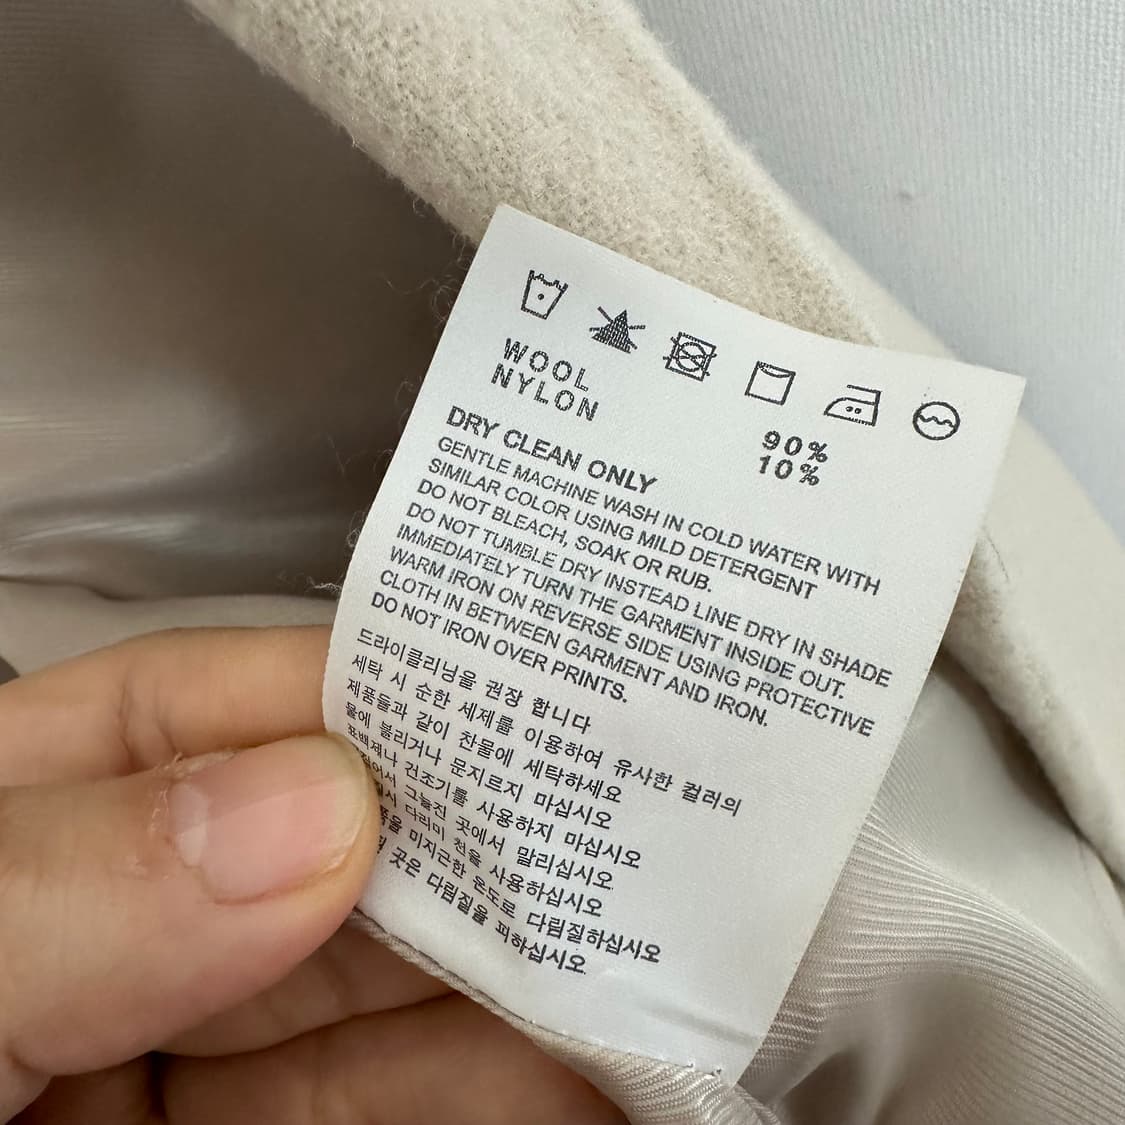 WOOL 90%
NYLON 10%
DRY CLEAN ONLY
GENTLE MACHINE WASH IN COLD WATER WITH
SIMILAR COLOR USING MILD DETERGENT
DO NOT BLEACH, SOAK OR RUB.
DO NOT TUMBLE DRY INSTEAD LINE DRY IN SHADE
IMMEDIATELY TURN THE GARMENT INSIDE OUT.
WARM IRON ON REVERSE SIDE USING PROTECTIVE
CLOTH IN BETWEEN GARMENT AND IRON.
DO NOT IRON OVER PRINTS.
드라이클리닝을 권장 합니다
세탁 시 순한 세제를 이용하여 유사한 컬러의
제품들과 같이 찬물에 세탁하세요
물에 불리거나 문지르지 마십시오
표백제나 건조기를 사용하지 마십시오
그늘진 곳에서 말리십시오
다리미 천을 사용하십시오
미지근한 온도로 다림질하십시오
곳은 다림질을 피하십시오